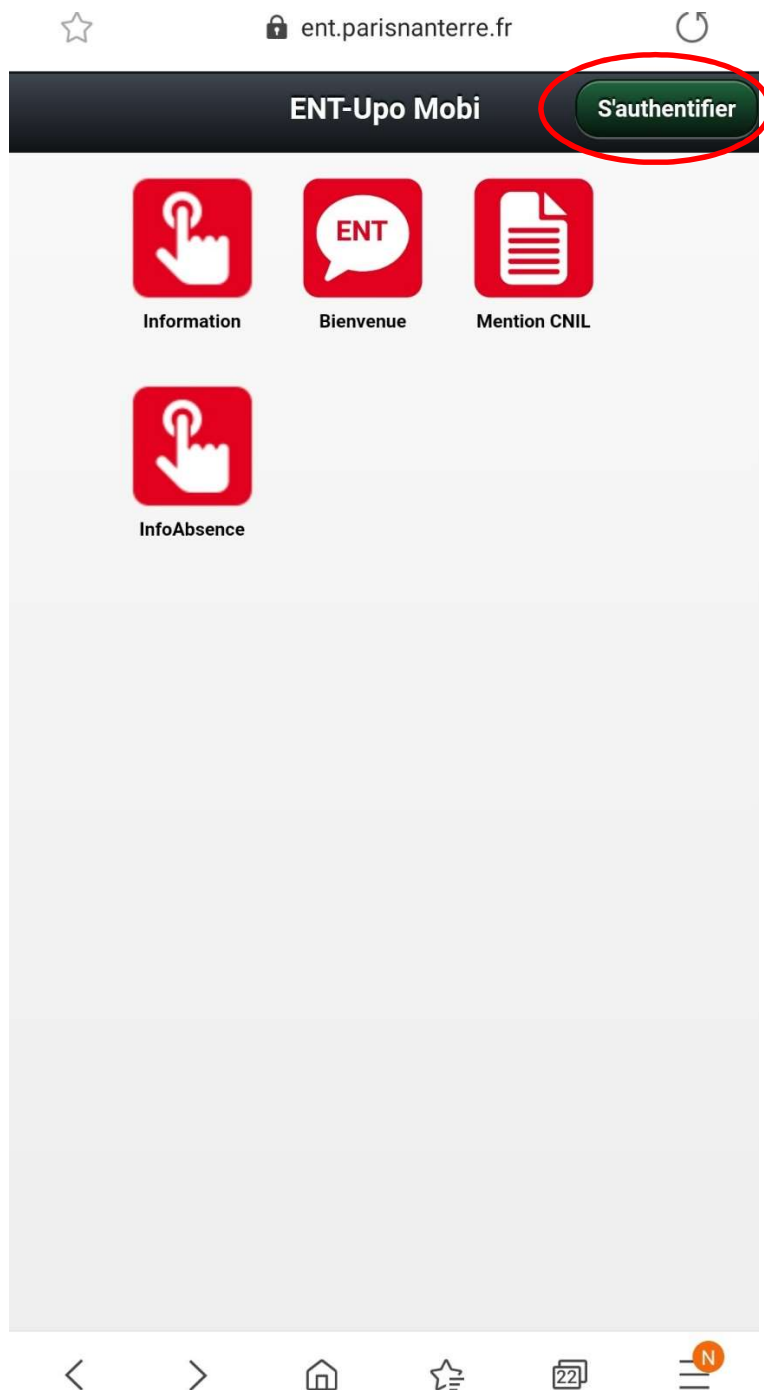 ent.parisnanterre.fr
ENT-Upo Mobi
S'authentifier
ENT
Information
Bienvenue
Mention CNIL
InfoAbsence
22
N